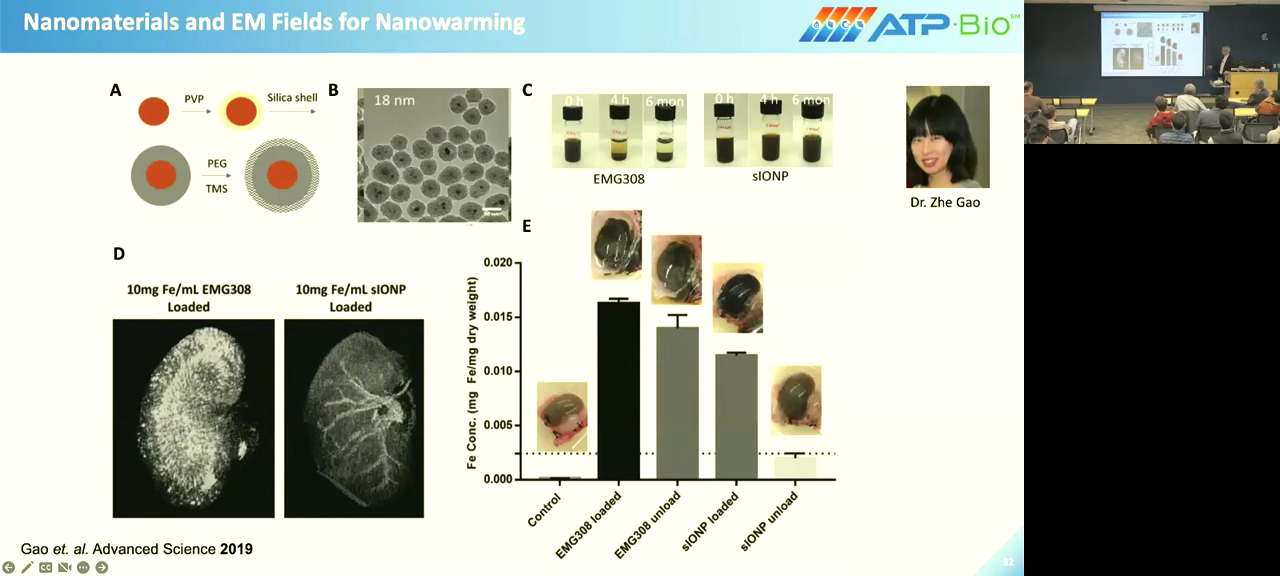 Nanomaterials and EM Fields for Nanowarming
ATP-Bio℠
A
PVP
Silica shell
PEG
TMS
B
18 nm
C
0 h
4 h
6 mon
0 h
4 h
6 mon
EMG308
sIONP
Dr. Zhe Gao
D
10mg Fe/mL EMG308
Loaded
10mg Fe/mL sIONP
Loaded
E
Fe Conc. (mg Fe/mg dry weight)
0.020
0.015
0.010
0.005
0.000
Control
EMG308 loaded
EMG308 unload
sIONP loaded
sIONP unload
Gao et. al. Advanced Science 2019
32